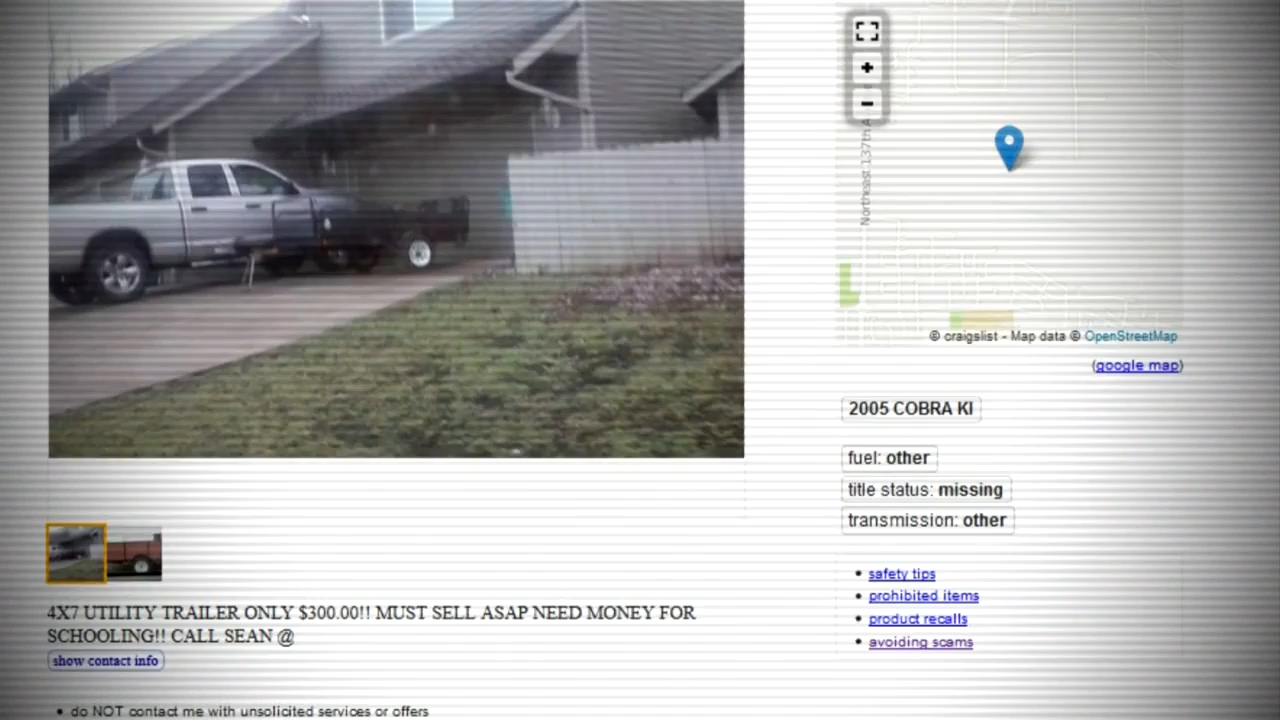 +
−
Northeast 137th A
© craigslist - Map data © OpenStreetMap
(google map)
2005 COBRA KI
fuel: other
title status: missing
transmission: other
• safety tips
• prohibited items
• product recalls
• avoiding scams
4X7 UTILITY TRAILER ONLY $300.00!! MUST SELL ASAP NEED MONEY FOR
SCHOOLING!! CALL SEAN @
show contact info
• do NOT contact me with unsolicited services or offers